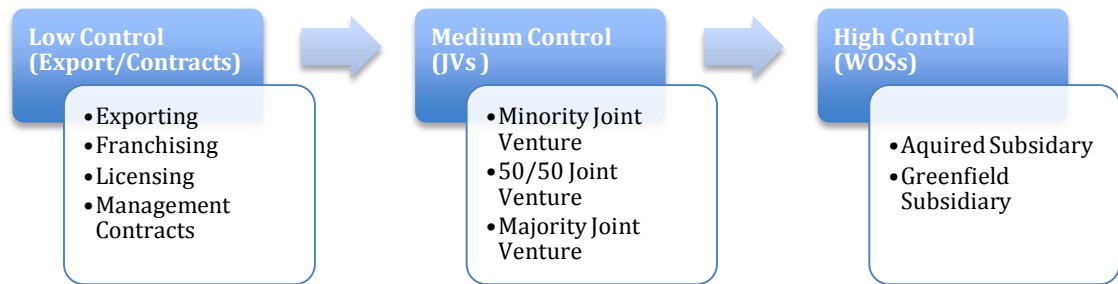 Low Control
(Export/Contracts)
•Exporting
•Franchising
•Licensing
•Management
Contracts
Medium Control
(JVs )
•Minority Joint
Venture
•50/50 Joint
Venture
•Majority Joint
Venture
High Control
(WOSs)
•Aquired Subsidary
•Greenfield
Subsidiary